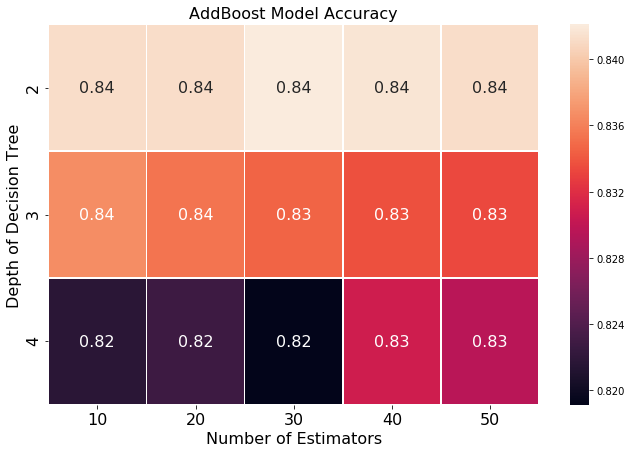 AddBoost Model Accuracy
Depth of Decision Tree
2
0.84 0.84 0.84 0.84 0.84
3
0.84 0.84 0.83 0.83 0.83
4
0.82 0.82 0.82 0.83 0.83
10 20 30 40 50
Number of Estimators
0.840
0.836
0.832
0.828
0.824
0.820